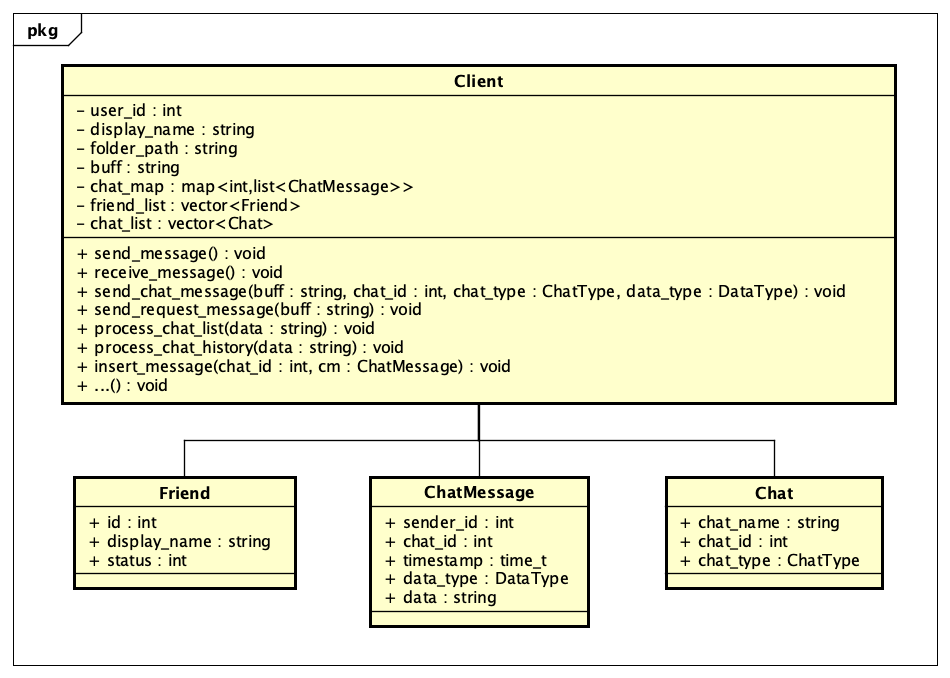 pkg
Client
- user_id : int
- display_name : string
- folder_path : string
- buff : string
- chat_map : map<int,list<ChatMessage>>
- friend_list : vector<Friend>
- chat_list : vector<Chat>
+ send_message() : void
+ receive_message() : void
+ send_chat_message(buff : string, chat_id : int, chat_type : ChatType, data_type : DataType) : void
+ send_request_message(buff : string) : void
+ process_chat_list(data : string) : void
+ process_chat_history(data : string) : void
+ insert_message(chat_id : int, cm : ChatMessage) : void
+ ...() : void
Friend
+ id : int
+ display_name : string
+ status : int
ChatMessage
+ sender_id : int
+ chat_id : int
+ timestamp : time_t
+ data_type : DataType
+ data : string
Chat
+ chat_name : string
+ chat_id : int
+ chat_type : ChatType